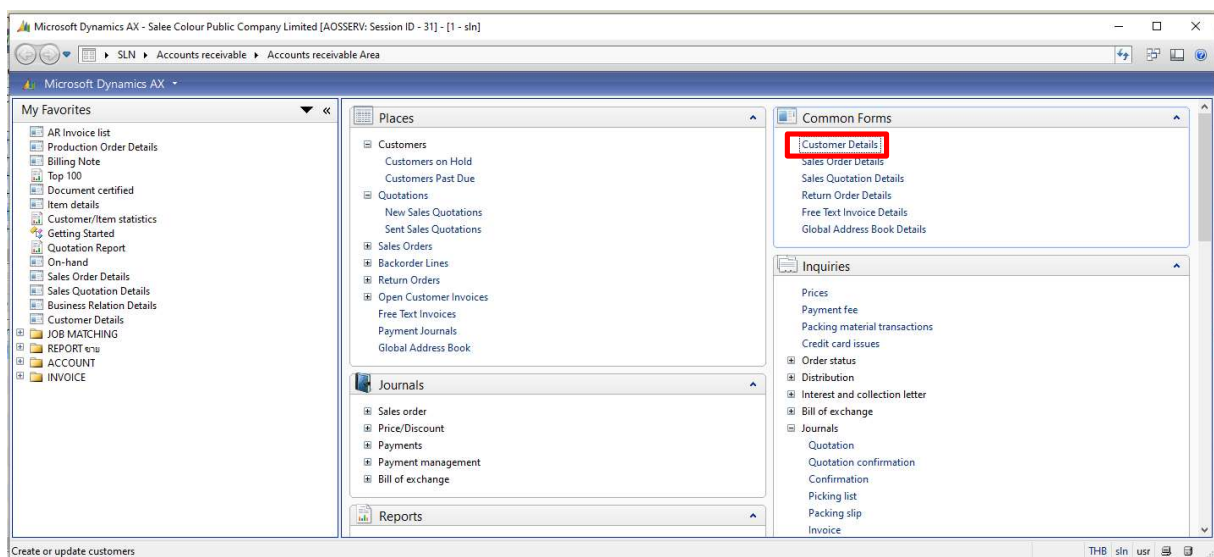 Microsoft Dynamics AX - Salee Colour Public Company Limited [AOSSERV: Session ID - 31] - [1 - sln]
SLN Accounts receivable Accounts receivable Area
Microsoft Dynamics AX
My Favorites
AR Invoice list
Production Order Details
Billing Note
Top 100
Document certified
Item details
Customer/Item statistics
Getting Started
Quotation Report
On-hand
Sales Order Details
Sales Quotation Details
Business Relation Details
Customer Details
JOB MATCHING
REPORT ขาย
ACCOUNT
INVOICE
Places
Customers
Customers on Hold
Customers Past Due
Quotations
New Sales Quotations
Sent Sales Quotations
Sales Orders
Backorder Lines
Return Orders
Open Customer Invoices
Free Text Invoices
Payment Journals
Global Address Book
Journals
Sales order
Price/Discount
Payments
Payment management
Bill of exchange
Reports
Common Forms
Customer Details
Sales Order Details
Sales Quotation Details
Return Order Details
Free Text Invoice Details
Global Address Book Details
Inquiries
Prices
Payment fee
Packing material transactions
Credit card issues
Order status
Distribution
Interest and collection letter
Bill of exchange
Journals
Quotation
Quotation confirmation
Confirmation
Picking list
Packing slip
Invoice
Create or update customers
THB sln usr